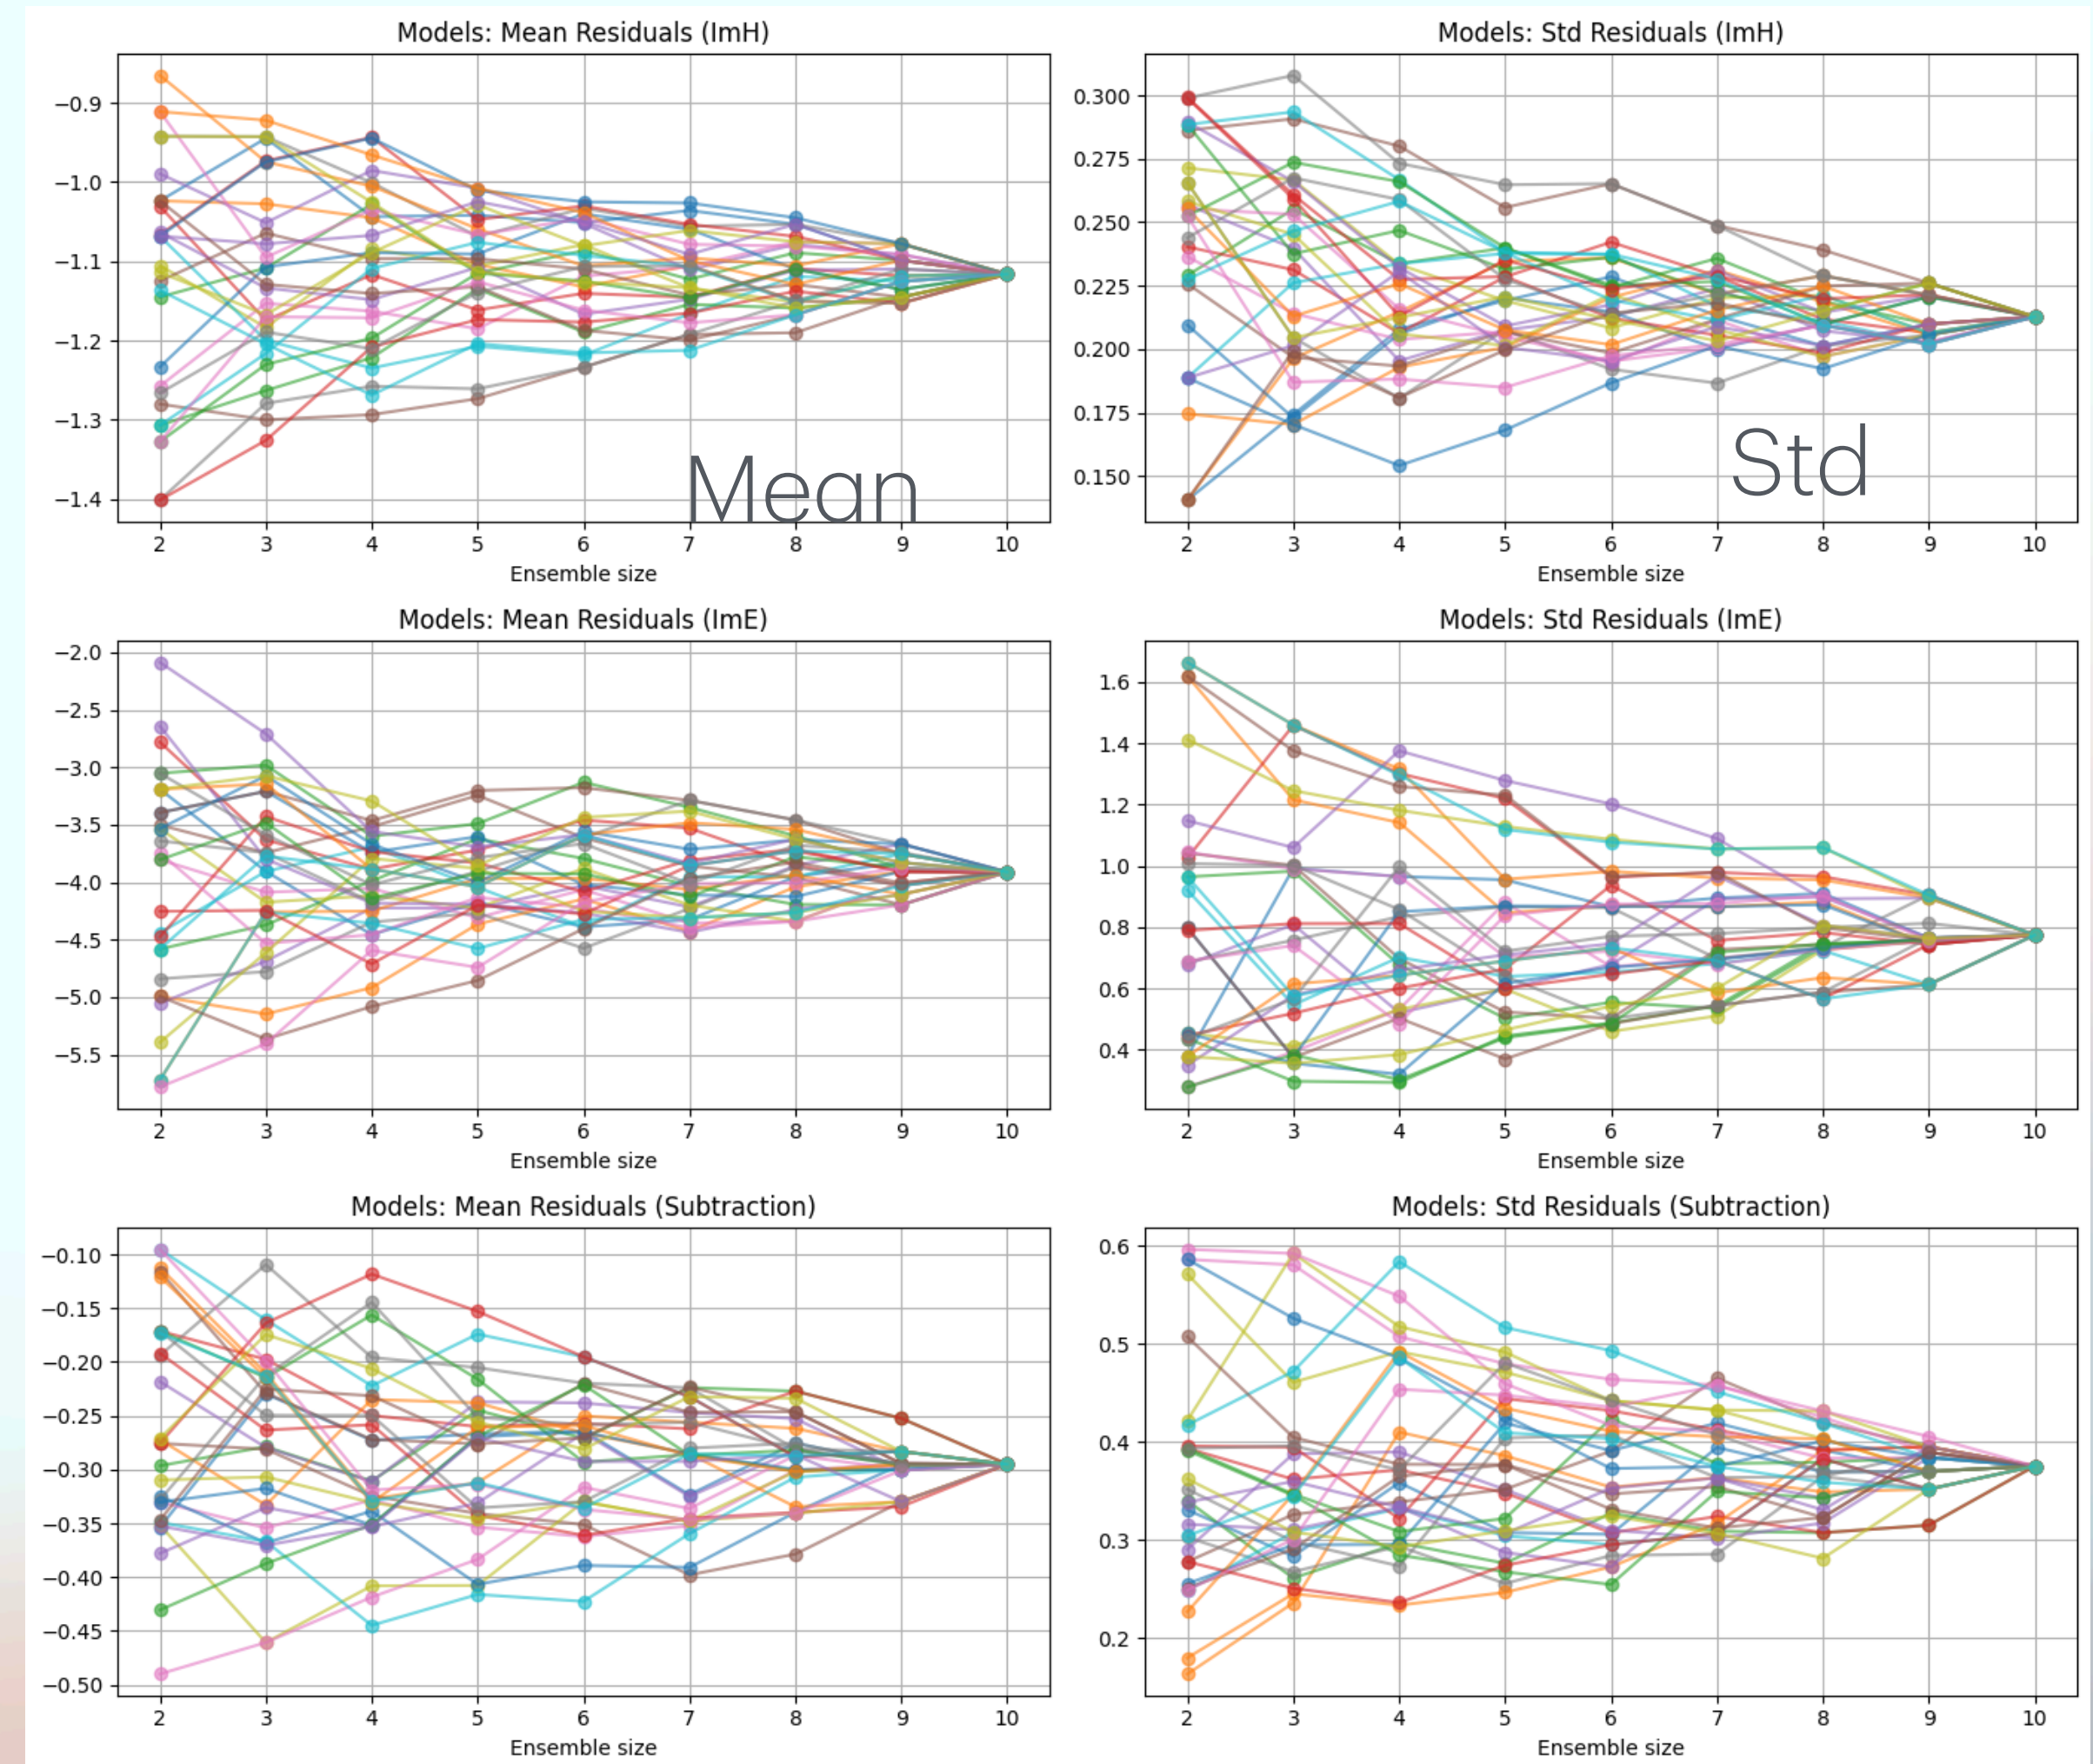 Models: Mean Residuals (ImH)
−0.9
−1.0
−1.1
−1.2
−1.3
−1.4
Mean
2 3 4 5 6 7 8 9 10
Ensemble size
Models: Std Residuals (ImH)
0.300
0.275
0.250
0.225
0.200
0.175
0.150
Std
2 3 4 5 6 7 8 9 10
Ensemble size
Models: Mean Residuals (ImE)
−2.0
−2.5
−3.0
−3.5
−4.0
−4.5
−5.0
−5.5
2 3 4 5 6 7 8 9 10
Ensemble size
Models: Std Residuals (ImE)
1.6
1.4
1.2
1.0
0.8
0.6
0.4
2 3 4 5 6 7 8 9 10
Ensemble size
Models: Mean Residuals (Subtraction)
−0.10
−0.15
−0.20
−0.25
−0.30
−0.35
−0.40
−0.45
−0.50
2 3 4 5 6 7 8 9 10
Ensemble size
Models: Std Residuals (Subtraction)
0.6
0.5
0.4
0.3
0.2
2 3 4 5 6 7 8 9 10
Ensemble size